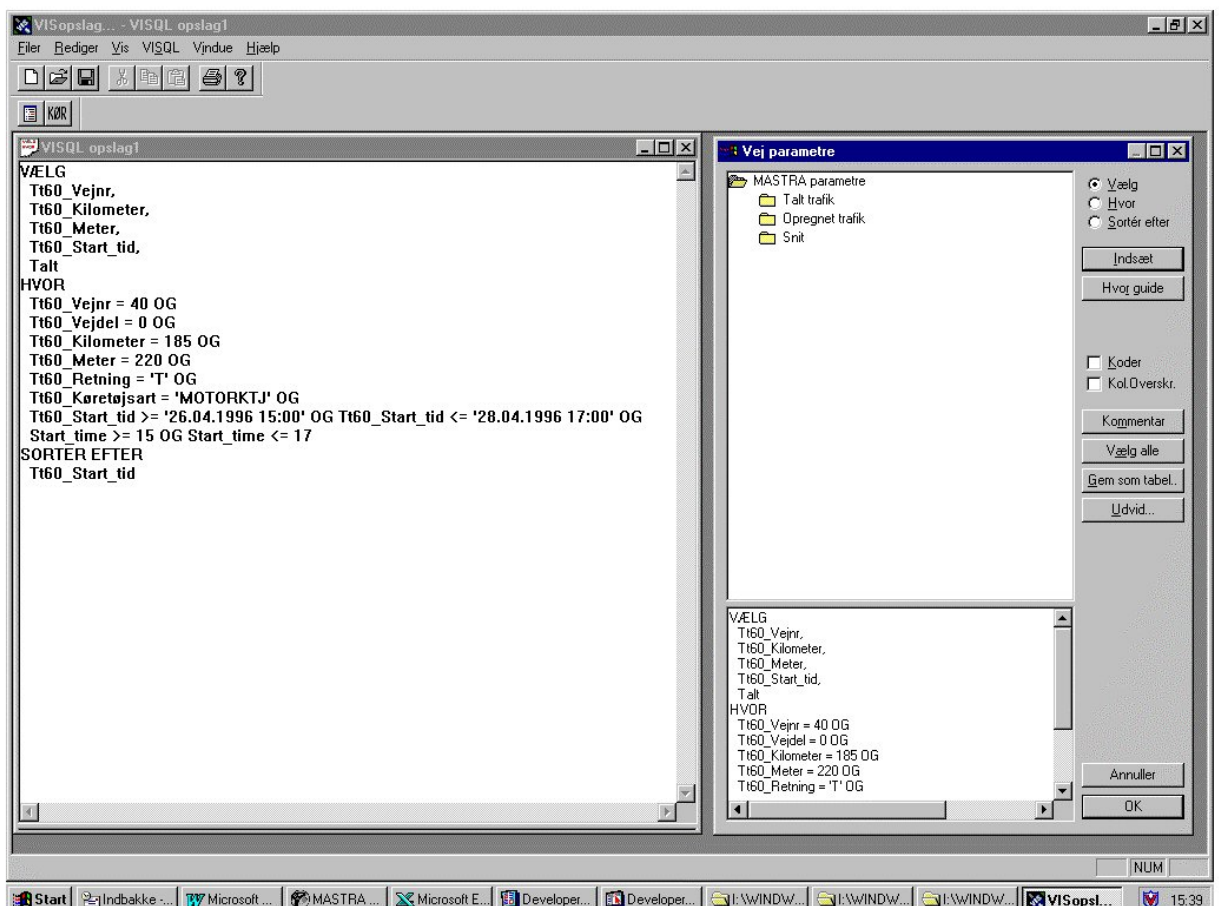 VISopslag... - VISQL opslag1
Filer Rediger Vis VISQL Vindue Hjælp
KØR
VISQL opslag1
VÆLG
Tt60_Vejnr,
Tt60_Kilometer,
Tt60_Meter,
Tt60_Start_tid,
Talt
HVOR
Tt60_Vejnr = 40 OG
Tt60_Vejdel = 0 OG
Tt60_Kilometer = 185 OG
Tt60_Meter = 220 OG
Tt60_Retning = 'T' OG
Tt60_Køretøjsart = 'MOTORKTJ' OG
Tt60_Start_tid >= '26.04.1996 15:00' OG Tt60_Start_tid <= '28.04.1996 17:00' OG
Start_time >= 15 OG Start_time <= 17
SORTER EFTER
Tt60_Start_tid
Vej parametre
MASTRA parametre
Talt trafik
Opregnet trafik
Snit
Vælg
Hvor
Sortér efter
Indsæt
Hvor guide
Koder
Kol.Overskr.
Kommentar
Vælg alle
Gem som tabel..
Udvid...
VÆLG
Tt60_Vejnr,
Tt60_Kilometer,
Tt60_Meter,
Tt60_Start_tid,
Talt
HVOR
Tt60_Vejnr = 40 OG
Tt60_Vejdel = 0 OG
Tt60_Kilometer = 185 OG
Tt60_Meter = 220 OG
Tt60_Retning = 'T' OG
Annuller
OK
NUM
Start Indbakke -... Microsoft ... MASTRA ... Microsoft E... Developer... Developer... I:\WINDW... I:\WINDW... I:\WINDW... VISopsl... 15:39